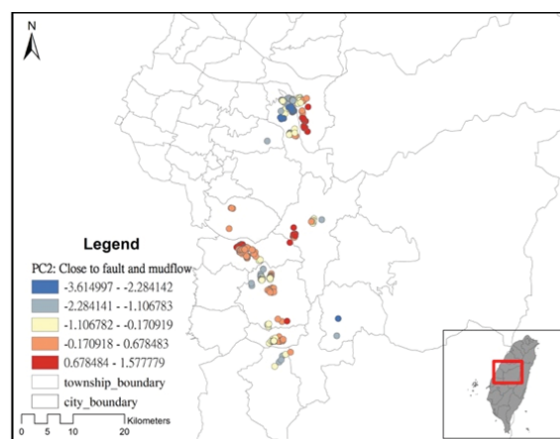 N
Legend
PC2: Close to fault and mudflow
-3.614997 - -2.284142
-2.284141 - -1.106783
-1.106782 - -0.170919
-0.170918 - 0.678483
0.678484 - 1.577779
township_boundary
city_boundary
Kilometers
0 5 10 20